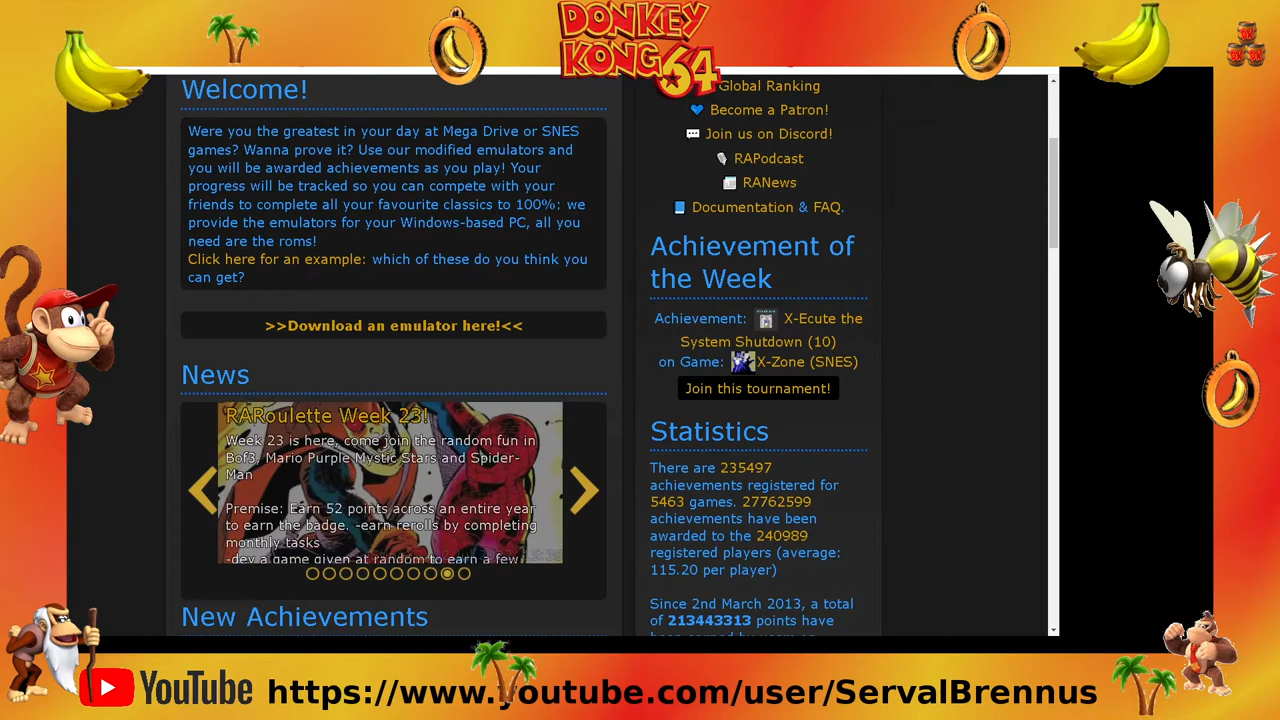 DONKEY
KONG 64
Welcome!
Were you the greatest in your day at Mega Drive or SNES
games? Wanna prove it? Use our modified emulators and
you will be awarded achievements as you play! Your
progress will be tracked so you can compete with your
friends to complete all your favourite classics to 100%: we
provide the emulators for your Windows-based PC, all you
need are the roms!
Click here for an example: which of these do you think you
can get?
>>Download an emulator here!<<
News
RARoulette Week 23!
Week 23 is here, come join the random fun in
Bof3, Mario Purple Mystic Stars and Spider-
Man
Premise: Earn 52 points across an entire year
to earn the badge. -earn rerolls by completing
monthly tasks
-dev a game given at random to earn a few
New Achievements
Global Ranking
Become a Patron!
Join us on Discord!
RAPodcast
RANews
Documentation & FAQ.
Achievement of
the Week
Achievement: X-Ecute the
System Shutdown (10)
on Game: X-Zone (SNES)
Join this tournament!
Statistics
There are 235497
achievements registered for
5463 games. 27762599
achievements have been
awarded to the 240989
registered players (average:
115.20 per player)
Since 2nd March 2013, a total
of 213443313 points have
YouTube https://www.youtube.com/user/ServalBrennus